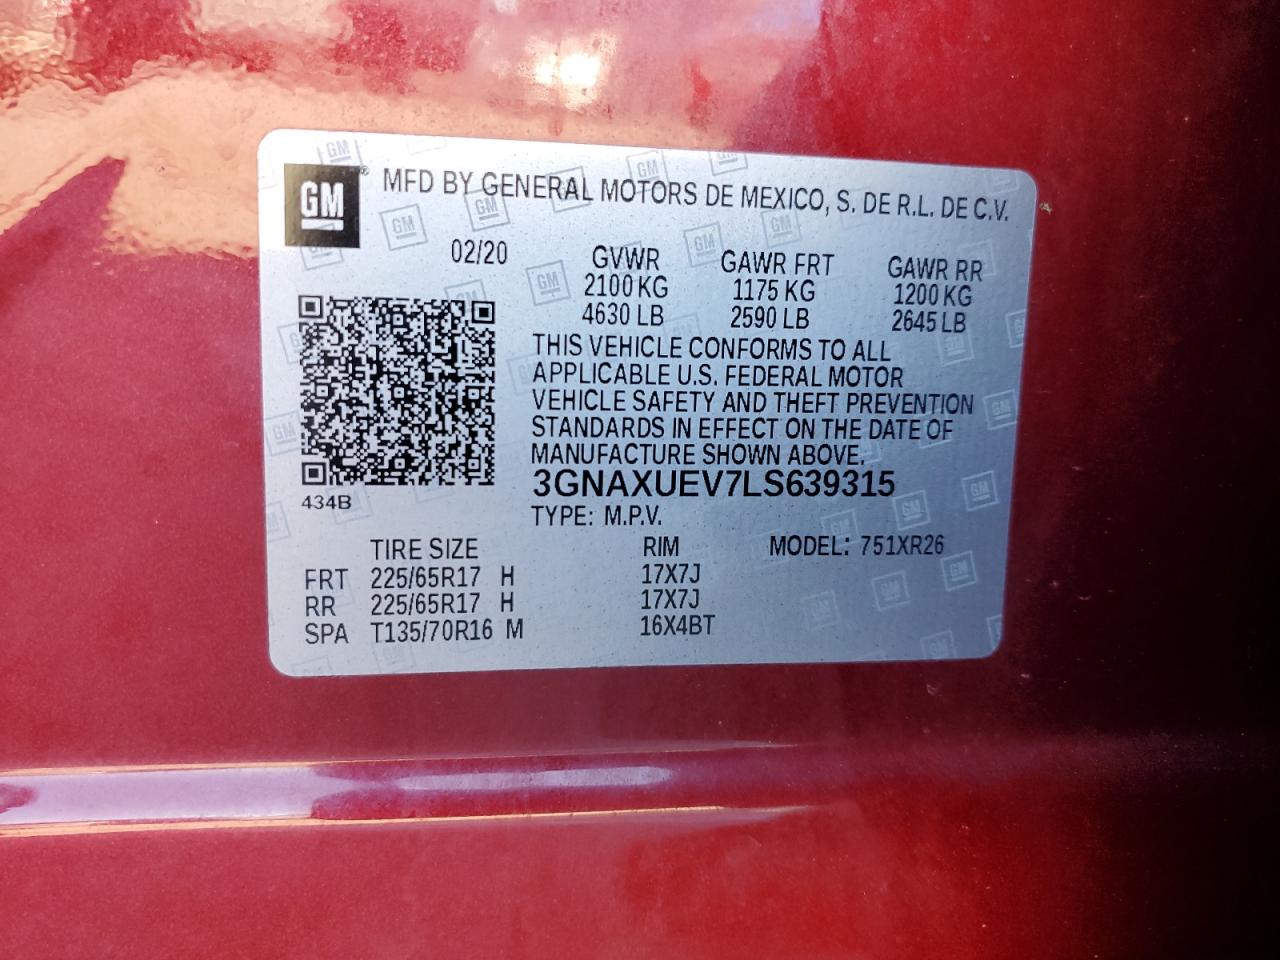 GM MFD BY GENERAL MOTORS DE MEXICO, S. DE R.L. DE C.V.
02/20 GVWR GAWR FRT GAWR RR
2100 KG 1175 KG 1200 KG
4630 LB 2590 LB 2645 LB
THIS VEHICLE CONFORMS TO ALL
APPLICABLE U.S. FEDERAL MOTOR
VEHICLE SAFETY AND THEFT PREVENTION
STANDARDS IN EFFECT ON THE DATE OF
MANUFACTURE SHOWN ABOVE.
434B
3GNAXUEV7LS639315
TYPE: M.P.V.
TIRE SIZE RIM MODEL: 751XR26
FRT 225/65R17 H 17X7J
RR 225/65R17 H 17X7J
SPA T135/70R16 M 16X4BT